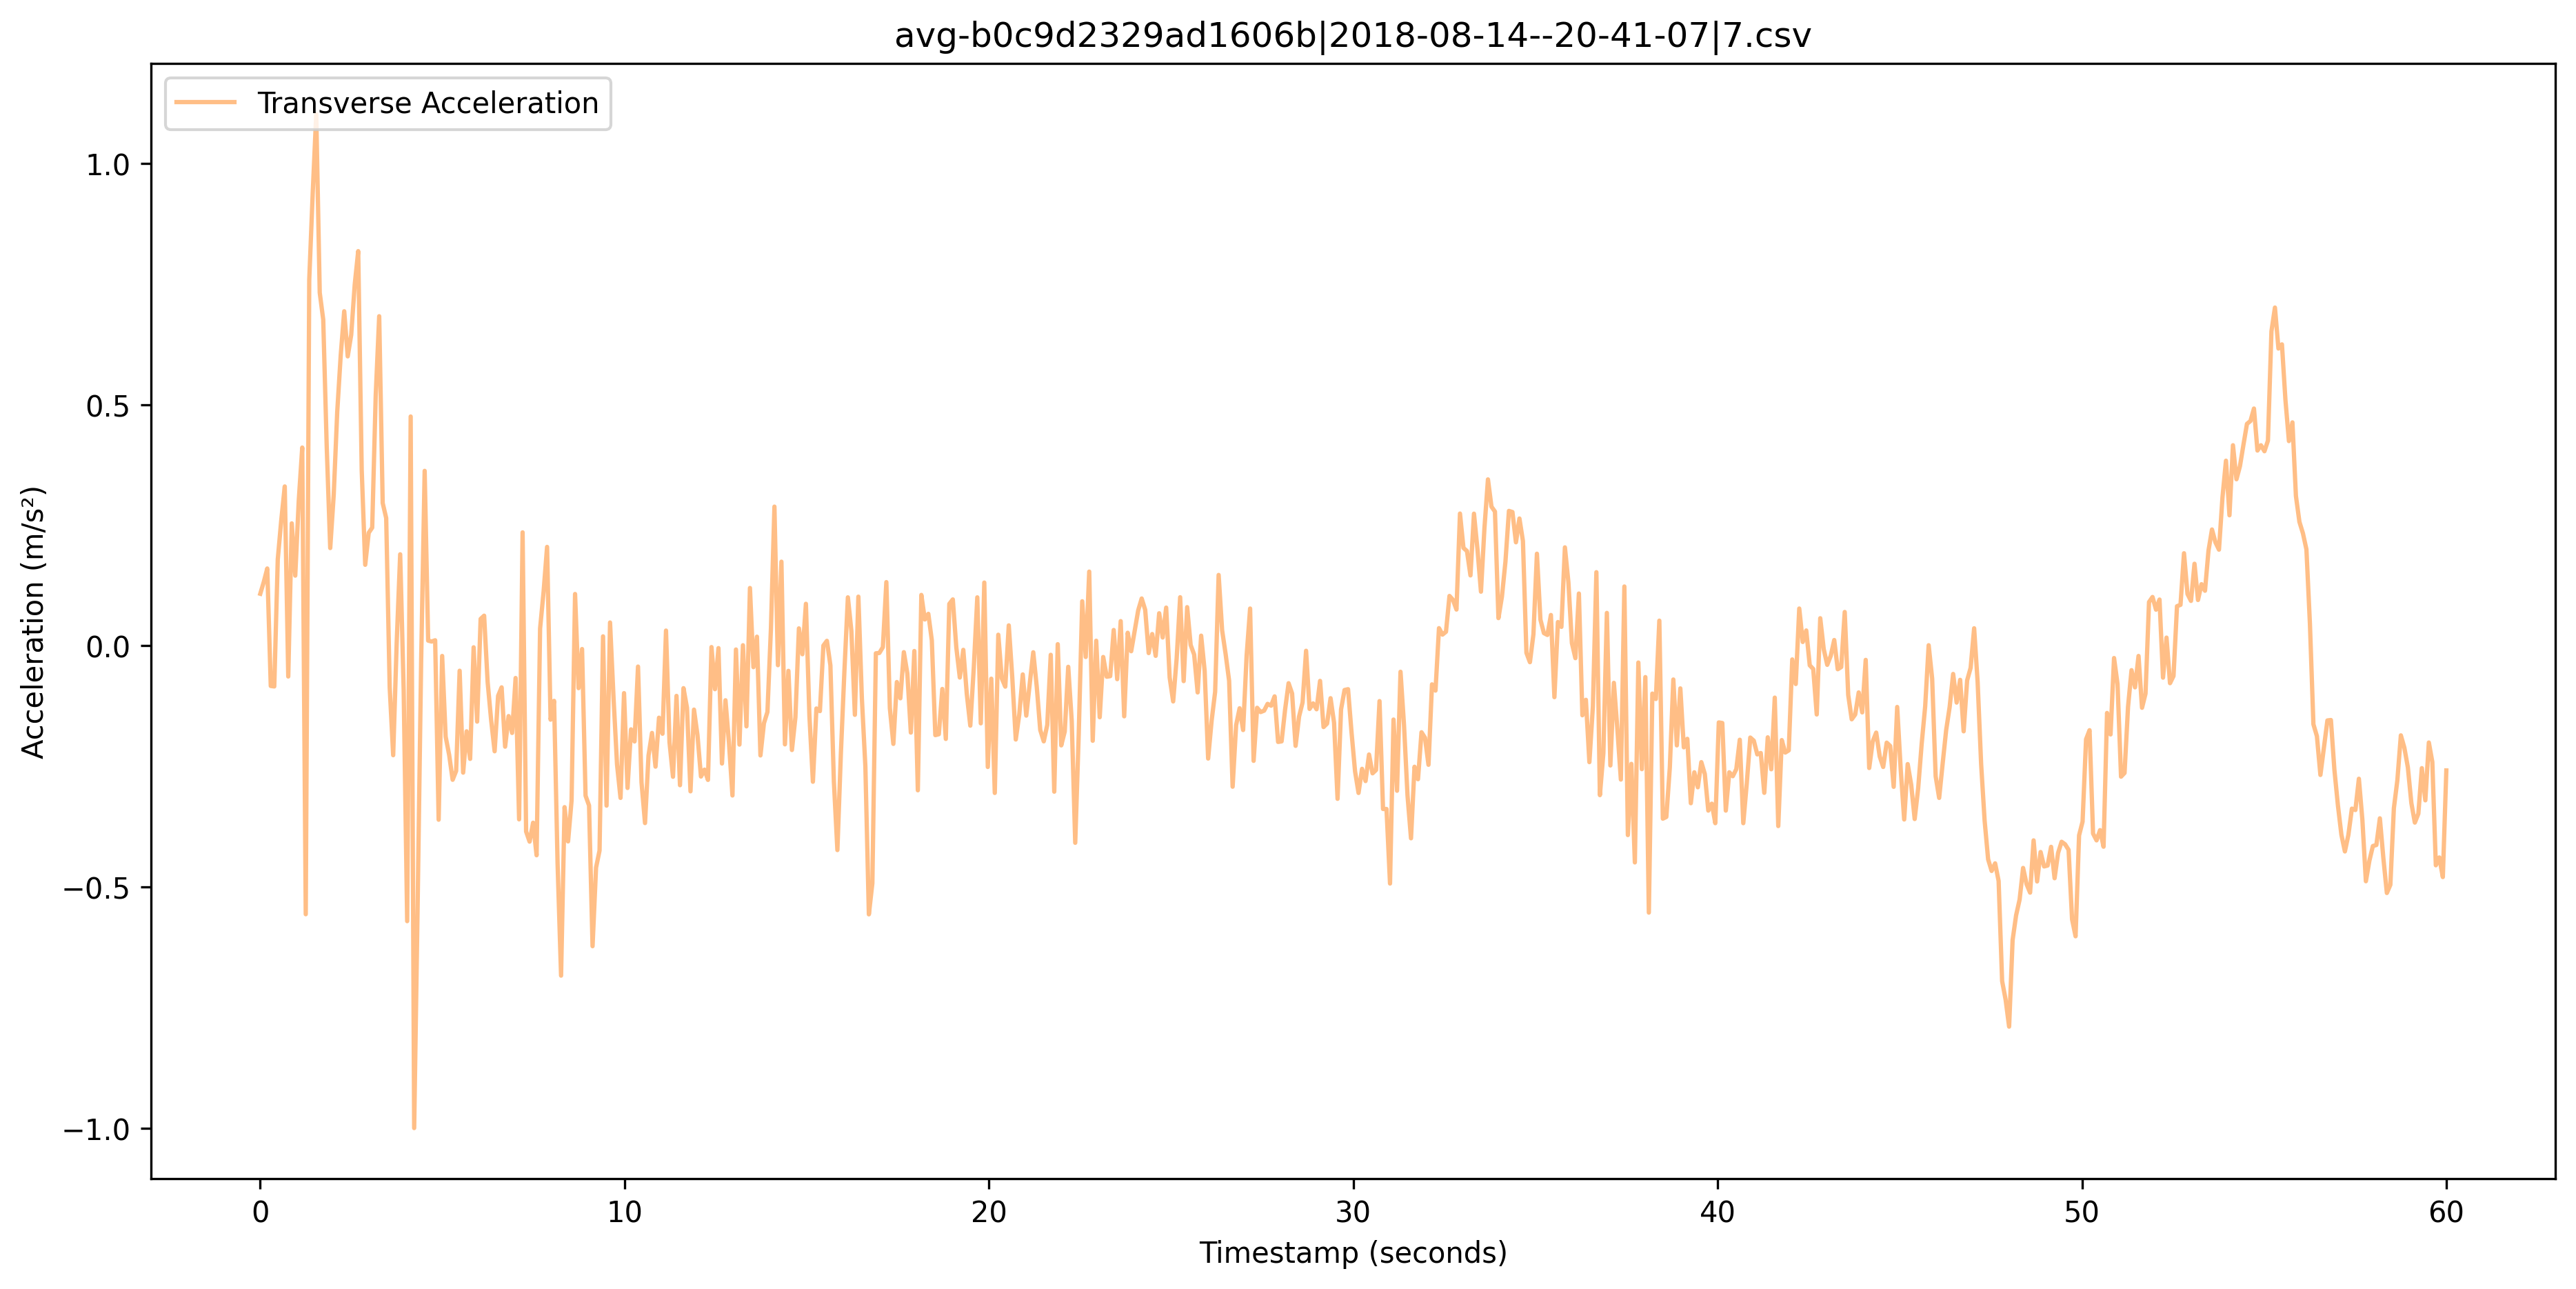 avg-b0c9d2329ad1606b|2018-08-14--20-41-07|7.csv
Transverse Acceleration
1.0
0.5
0.0
−0.5
−1.0
Acceleration (m/s²)
0 10 20 30 40 50 60
Timestamp (seconds)